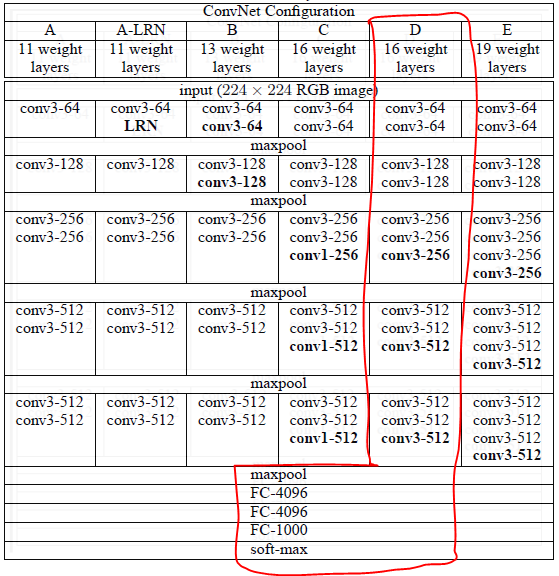 ConvNet Configuration
A A-LRN B C D E
11 weight layers 11 weight layers 13 weight layers 16 weight layers 16 weight layers 19 weight layers
input (224 × 224 RGB image)
conv3-64 conv3-64 conv3-64 conv3-64 conv3-64 conv3-64
LRN conv3-64 conv3-64 conv3-64 conv3-64
maxpool
conv3-128 conv3-128 conv3-128 conv3-128 conv3-128 conv3-128
conv3-128 conv3-128 conv3-128 conv3-128
maxpool
conv3-256 conv3-256 conv3-256 conv3-256 conv3-256 conv3-256
conv3-256 conv3-256 conv3-256 conv3-256 conv3-256 conv3-256
conv1-256 conv3-256 conv3-256
conv3-256
maxpool
conv3-512 conv3-512 conv3-512 conv3-512 conv3-512 conv3-512
conv3-512 conv3-512 conv3-512 conv3-512 conv3-512 conv3-512
conv1-512 conv3-512 conv3-512
conv3-512
maxpool
conv3-512 conv3-512 conv3-512 conv3-512 conv3-512 conv3-512
conv3-512 conv3-512 conv3-512 conv3-512 conv3-512 conv3-512
conv1-512 conv3-512 conv3-512
conv3-512
maxpool
FC-4096
FC-4096
FC-1000
soft-max